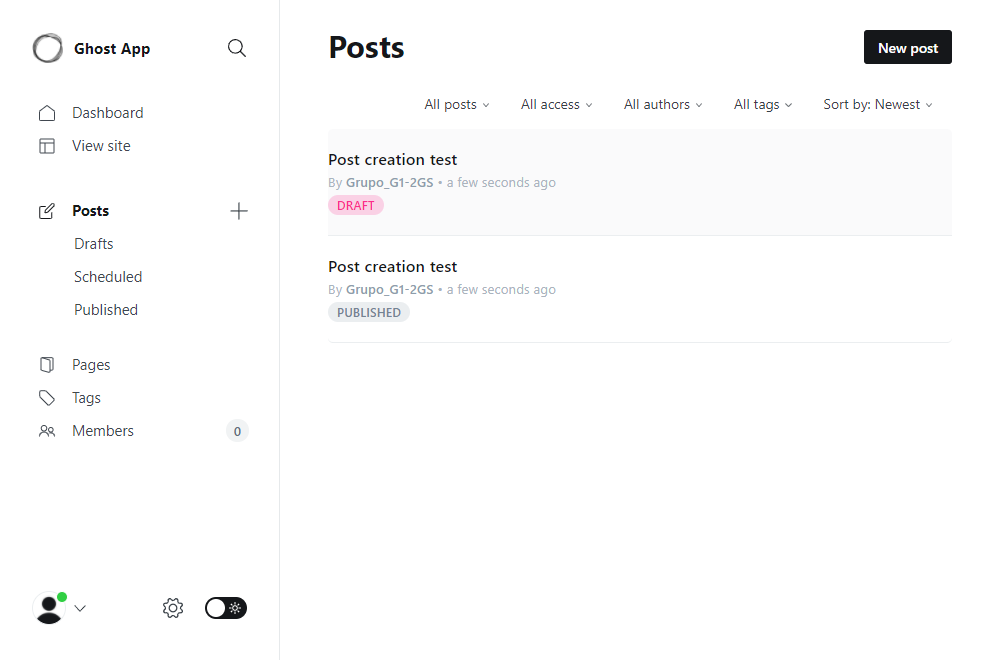 Ghost App
Dashboard
View site
Posts
Drafts
Scheduled
Published
Pages
Tags
Members 0
Posts
New post
All posts All access All authors All tags Sort by: Newest
Post creation test
By Grupo_G1-2GS • a few seconds ago
DRAFT
Post creation test
By Grupo_G1-2GS • a few seconds ago
PUBLISHED